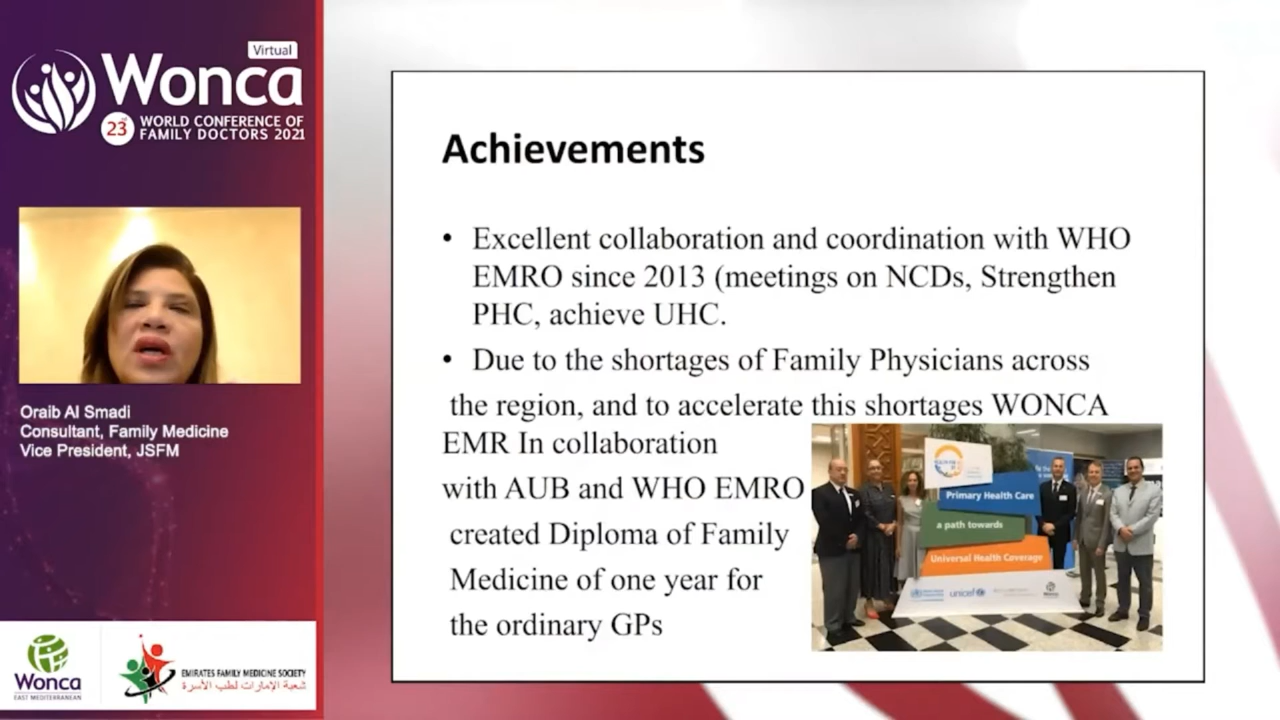 Virtual
Wonca
23rd WORLD CONFERENCE OF
FAMILY DOCTORS 2021
Oraib Al Smadi
Consultant, Family Medicine
Vice President, JSFM
Wonca
EAST MEDITERRANEAN
EMIRATES FAMILY MEDICINE SOCIETY
شعبة الإمارات لطب الأسرة
Achievements
• Excellent collaboration and coordination with WHO
EMRO since 2013 (meetings on NCDs, Strengthen
PHC, achieve UHC.
• Due to the shortages of Family Physicians across
the region, and to accelerate this shortages WONCA
EMR In collaboration
with AUB and WHO EMRO
created Diploma of Family
Medicine of one year for
the ordinary GPs
Primary Health Care
a path towards
Universal Health Coverage
unicef
Wonca